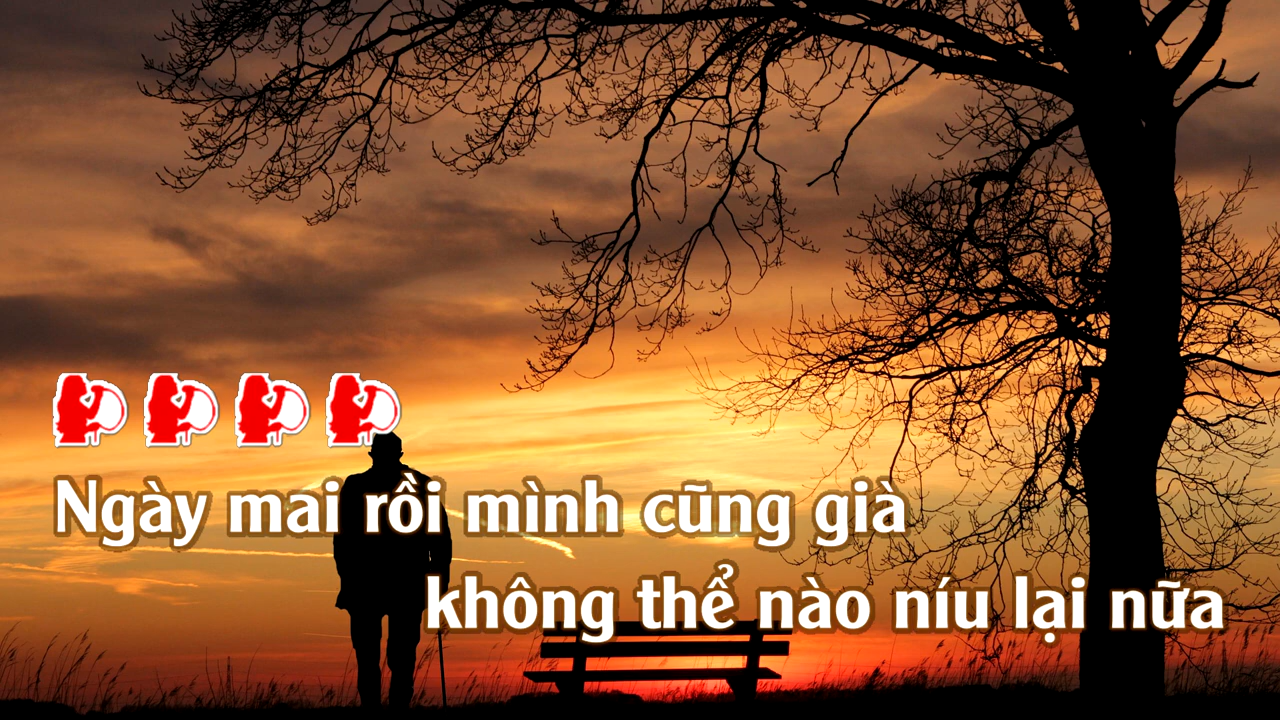 Ngày mai rồi mình cũng già
không thể nào níu lại nữa